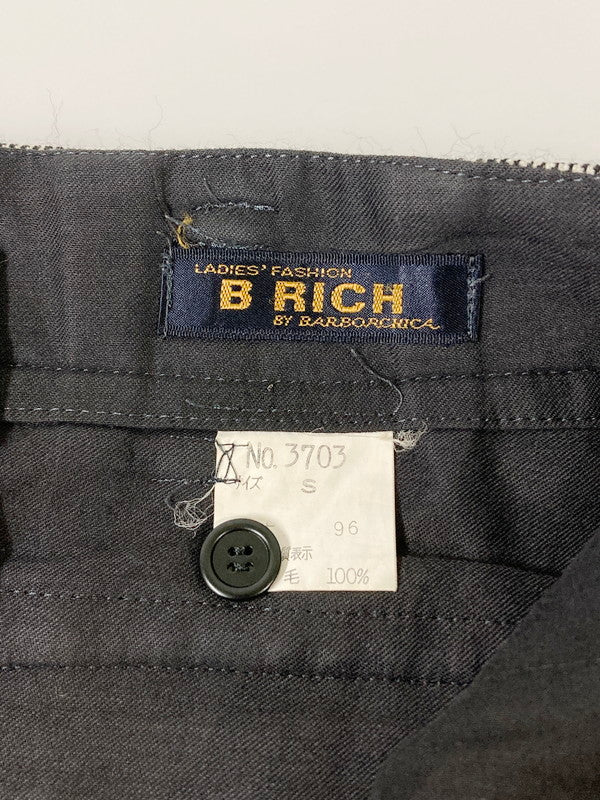 LADIES' FASHION
B RICH
BY BARBORCHICA
No. 3703
イズ S
96
質表示
毛 100%